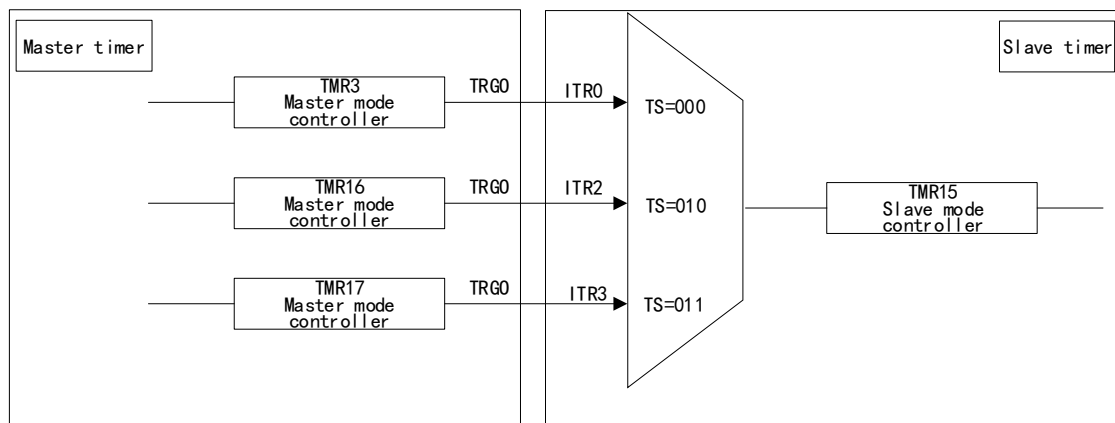 Master timer
Slave timer
TMR3
Master mode
controller
TRGO
ITR0
TS=000
TMR16
Master mode
controller
TRGO
ITR2
TS=010
TMR15
Slave mode
controller
TMR17
Master mode
controller
TRGO
ITR3
TS=011